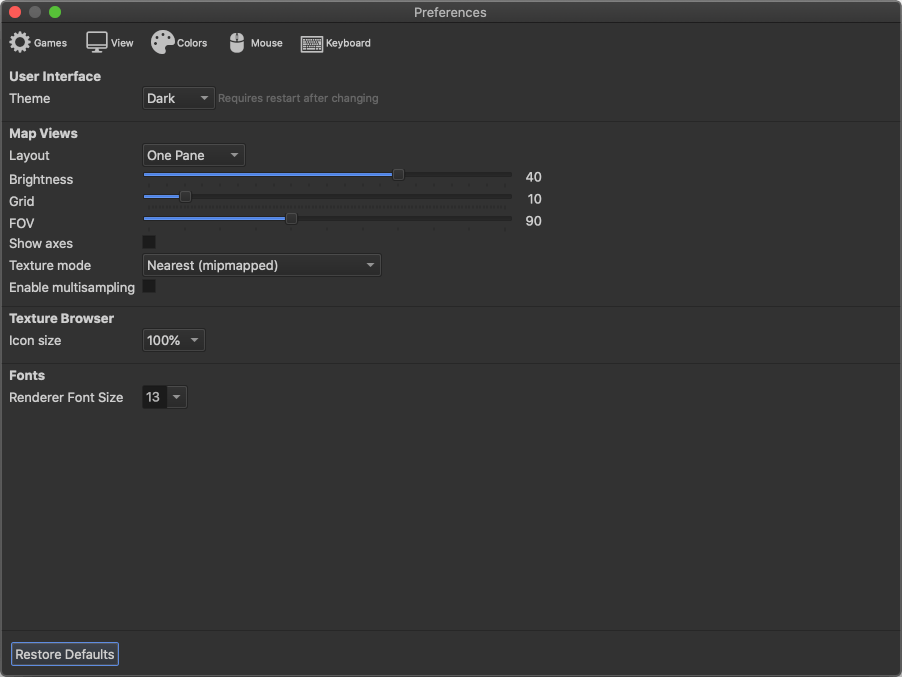 Preferences
Games View Colors Mouse Keyboard
User Interface
Theme Dark Requires restart after changing
Map Views
Layout One Pane
Brightness 40
Grid 10
FOV 90
Show axes
Texture mode Nearest (mipmapped)
Enable multisampling
Texture Browser
Icon size 100%
Fonts
Renderer Font Size 13
Restore Defaults